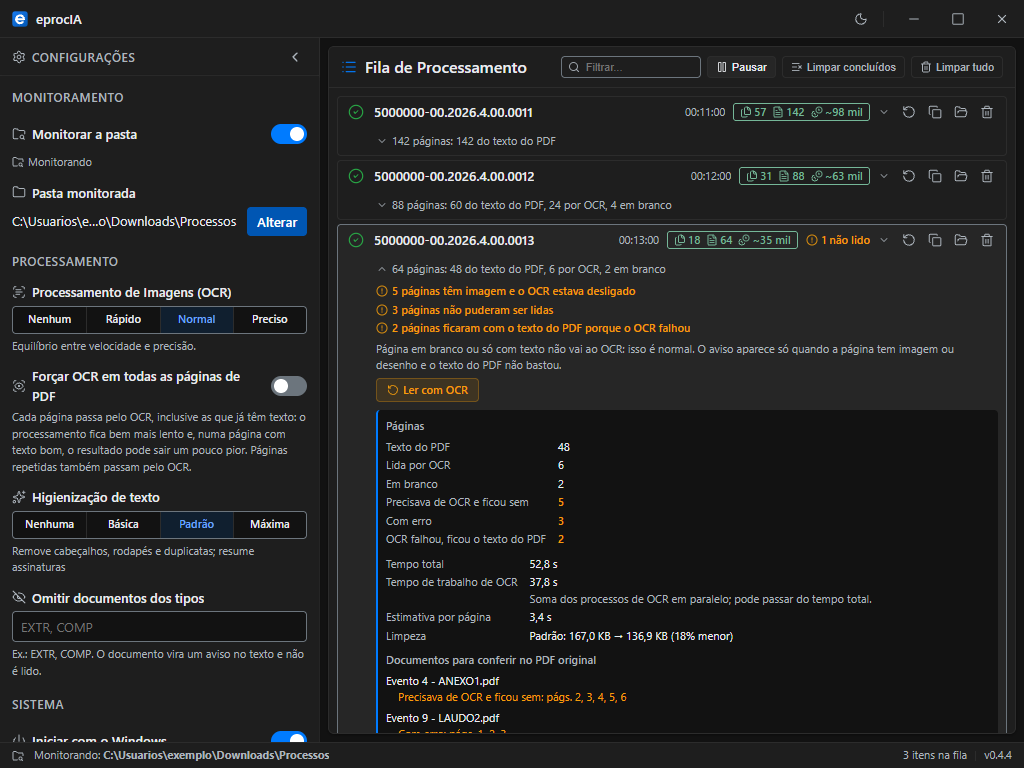 eprocIA
CONFIGURAÇÕES
MONITORAMENTO
Monitorar a pasta
Monitorando
Pasta monitorada
C:\Usuarios\e...o\Downloads\Processos
Alterar
PROCESSAMENTO
Processamento de Imagens (OCR)
Nenhum Rápido Normal Preciso
Equilíbrio entre velocidade e precisão.
Forçar OCR em todas as páginas de
PDF
Cada página passa pelo OCR, inclusive as que já têm texto: o
processamento fica bem mais lento e, numa página com
texto bom, o resultado pode sair um pouco pior. Páginas
repetidas também passam pelo OCR.
Higienização de texto
Nenhuma Básica Padrão Máxima
Remove cabeçalhos, rodapés e duplicatas; resume
assinaturas
Omitir documentos dos tipos
EXTR, COMP
Ex.: EXTR, COMP. O documento vira um aviso no texto e não
é lido.
SISTEMA
Iniciar com o Windows
Fila de Processamento
Filtrar...
Pausar
Limpar concluídos
Limpar tudo
5000000-00.2026.4.00.0011 00:11:00 57 142 ~98 mil
142 páginas: 142 do texto do PDF
5000000-00.2026.4.00.0012 00:12:00 31 88 ~63 mil
88 páginas: 60 do texto do PDF, 24 por OCR, 4 em branco
5000000-00.2026.4.00.0013 00:13:00 18 64 ~35 mil 1 não lido
64 páginas: 48 do texto do PDF, 6 por OCR, 2 em branco
5 páginas têm imagem e o OCR estava desligado
3 páginas não puderam ser lidas
2 páginas ficaram com o texto do PDF porque o OCR falhou
Página em branco ou só com texto não vai ao OCR: isso é normal. O aviso aparece só quando a página tem imagem ou
desenho e o texto do PDF não bastou.
Ler com OCR
Páginas
Texto do PDF 48
Lida por OCR 6
Em branco 2
Precisava de OCR e ficou sem 5
Com erro 3
OCR falhou, ficou o texto do PDF 2
Tempo total 52,8 s
Tempo de trabalho de OCR 37,8 s
Soma dos processos de OCR em paralelo; pode passar do tempo total.
Estimativa por página 3,4 s
Limpeza Padrão: 167,0 KB → 136,9 KB (18% menor)
Documentos para conferir no PDF original
Evento 4 - ANEXO1.pdf
Precisava de OCR e ficou sem: págs. 2, 3, 4, 5, 6
Evento 9 - LAUDO2.pdf
Com erro: págs. 1, 2, 3
Monitorando: C:\Usuarios\exemplo\Downloads\Processos
3 itens na fila v0.4.4